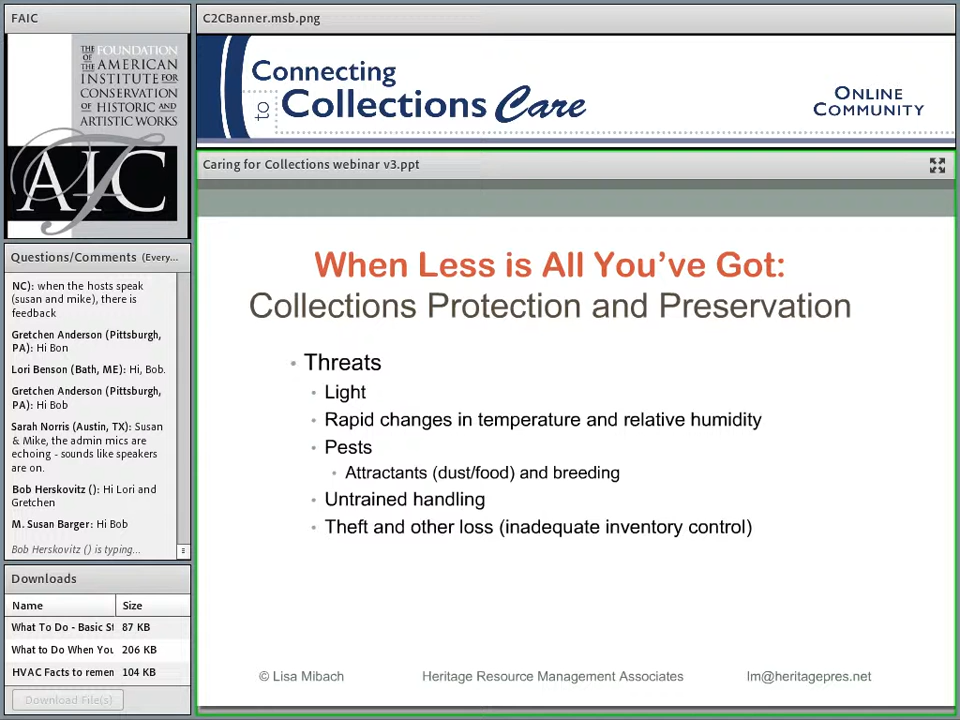 FAIC
THE FOUNDATION
OF THE AMERICAN
INSTITUTE FOR
CONSERVATION
OF HISTORIC AND
ARTISTIC WORKS
AIC
Questions/Comments (Every...
NC): when the hosts speak
(susan and mike), there is
feedback
Gretchen Anderson (Pittsburgh,
PA): Hi Bon
Lori Benson (Bath, ME): Hi, Bob.
Gretchen Anderson (Pittsburgh,
PA): Hi Bob
Sarah Norris (Austin, TX): Susan
& Mike, the admin mics are
echoing - sounds like speakers
are on.
Bob Herskovitz (): Hi Lori and
Gretchen
M. Susan Barger: Hi Bob
Bob Herskovitz () is typing...
Downloads
Name Size
What To Do - Basic St 87 KB
What to Do When You 206 KB
HVAC Facts to remem 104 KB
Download File(s)
C2CBanner.msb.png
Connecting
to Collections Care
ONLINE
COMMUNITY
Caring for Collections webinar v3.ppt
When Less is All You've Got:
Collections Protection and Preservation
• Threats
• Light
• Rapid changes in temperature and relative humidity
• Pests
• Attractants (dust/food) and breeding
• Untrained handling
• Theft and other loss (inadequate inventory control)
© Lisa Mibach Heritage Resource Management Associates lm@heritagepres.net